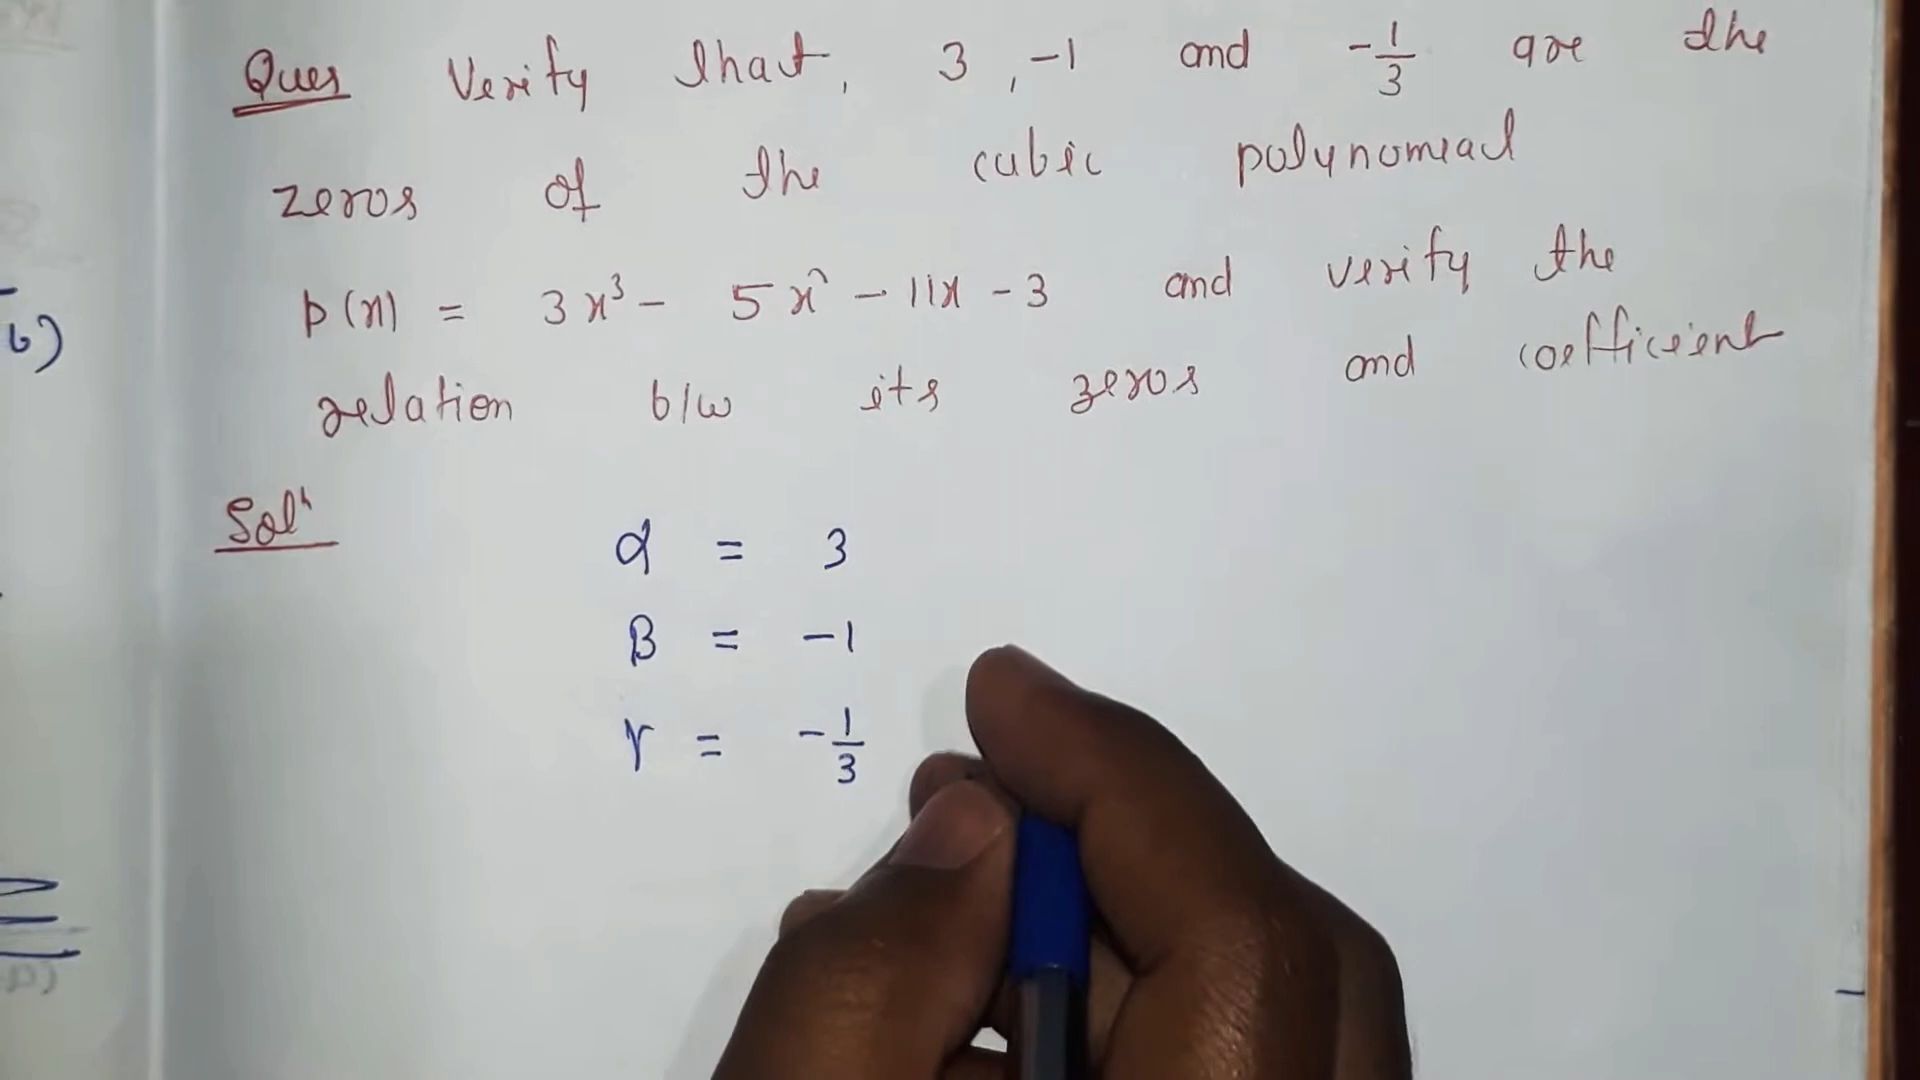 Ques Verify that, 3, -1 and -1/3 are the
zeros of the cubic polynomial
p(x) = 3x³ - 5x² - 11x - 3 and verify the
relation b/w its zeros and coefficient
Solⁿ
α = 3
β = -1
γ = -1/3
b)